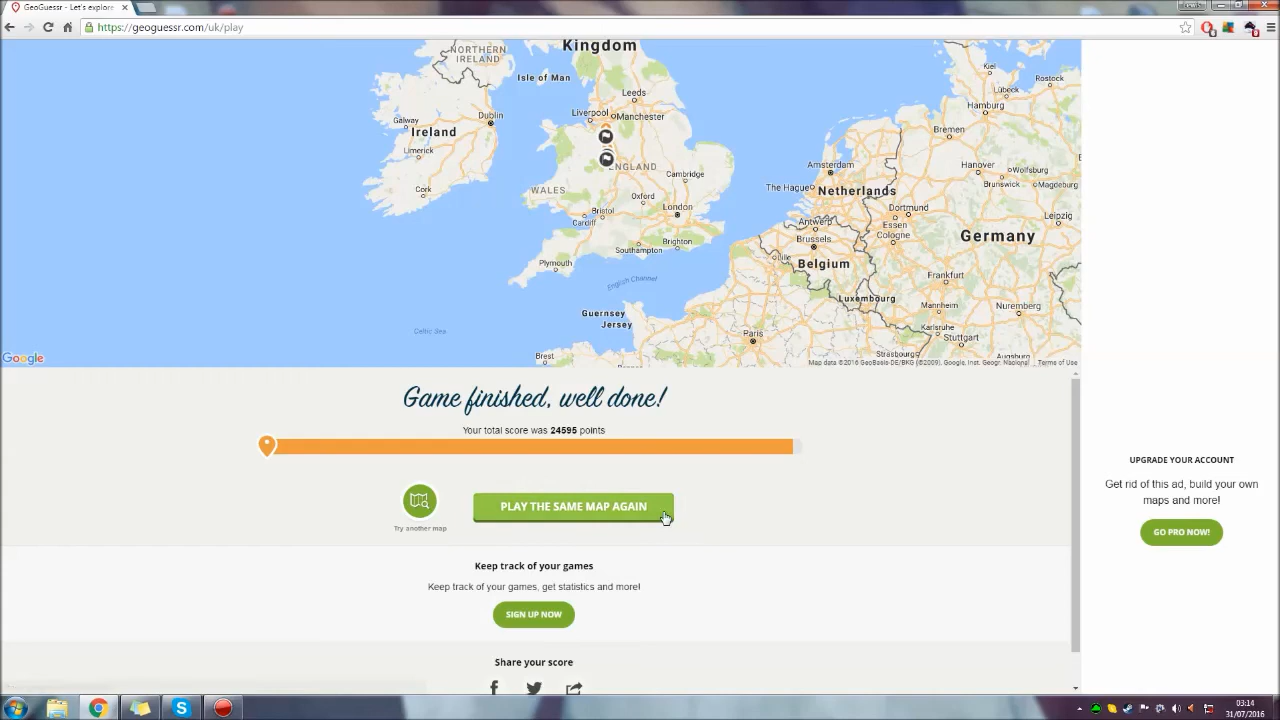 GeoGuessr - Let's explore
Lewis
https://geoguessr.com/uk/play
NORTHERN
IRELAND
Kingdom
Isle of Man
Leeds
Liverpool
Manchester
Galway
Dublin
Ireland
Limerick
Cork
ENGLAND
WALES
Cambridge
Oxford
Cardiff
Bristol
London
Southampton
Brighton
Plymouth
English Channel
Guernsey
Jersey
Celtic Sea
Brest
Paris
Kiel
Rostock
Lübeck
Hamburg
Bremen
Amsterdam
Hanover
Wolfsburg
The Hague
Netherlands
Brunswick
Magdeburg
Dortmund
Antwerp
Essen
Leipzig
Cologne
Brussels
Germany
Lille
Belgium
Frankfurt
Luxembourg
Mannheim
Nuremberg
Karlsruhe
Stuttgart
Strasbourg
Augsburg
Google
Map data ©2016 GeoBasis-DE/BKG (©2009), Google, Inst. Geogr. Nacional
Terms of Use
Game finished, well done!
Your total score was 24595 points
PLAY THE SAME MAP AGAIN
Try another map
Keep track of your games
Keep track of your games, get statistics and more!
SIGN UP NOW
Share your score
UPGRADE YOUR ACCOUNT
Get rid of this ad, build your
own maps and more!
GO PRO NOW!
03:14
31/07/2016